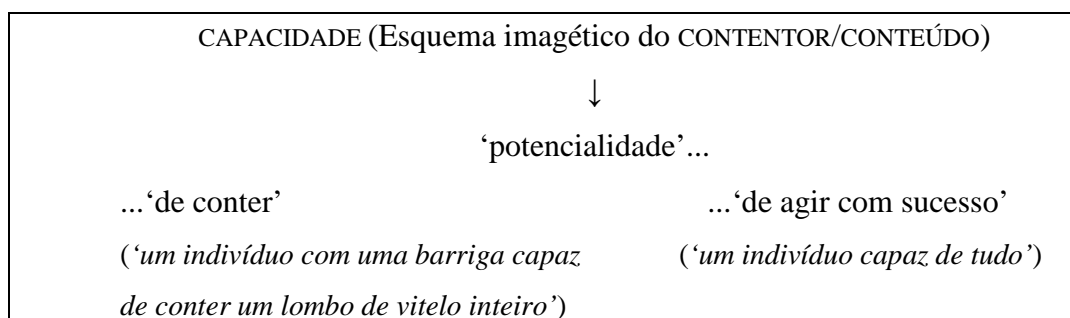 CAPACIDADE (Esquema imagético do CONTENTOR/CONTEÚDO)
↓
‘potencialidade’...
...‘de conter’ ...‘de agir com sucesso’
(‘um indivíduo com uma barriga capaz (‘um indivíduo capaz de tudo’)
de conter um lombo de vitelo inteiro’)